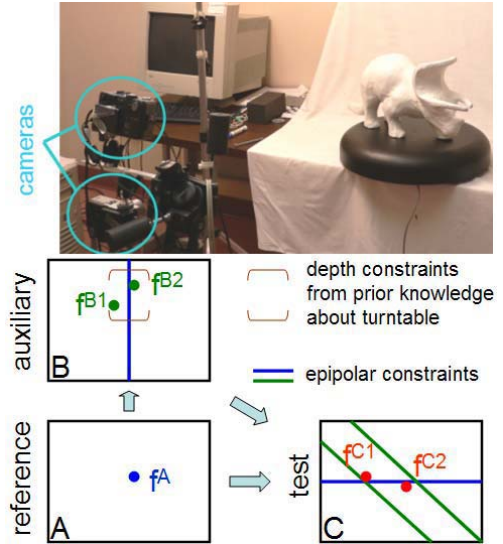 cameras
auxiliary
f^B1
f^B2
B
depth constraints
from prior knowledge
about turntable
epipolar constraints
reference
f^A
A
test
f^C1
f^C2
C